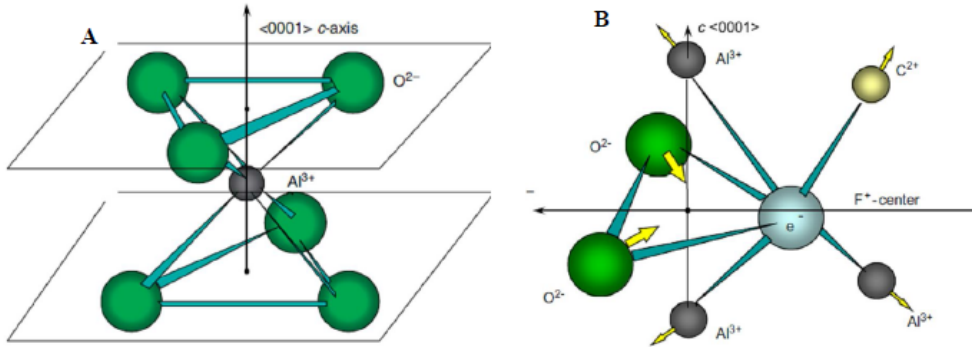 A
<0001> c-axis
O²⁻
Al³⁺
B
c <0001>
Al³⁺
C²⁺
O²⁻
F⁺-center
e⁻
O²⁻
Al³⁺
Al³⁺